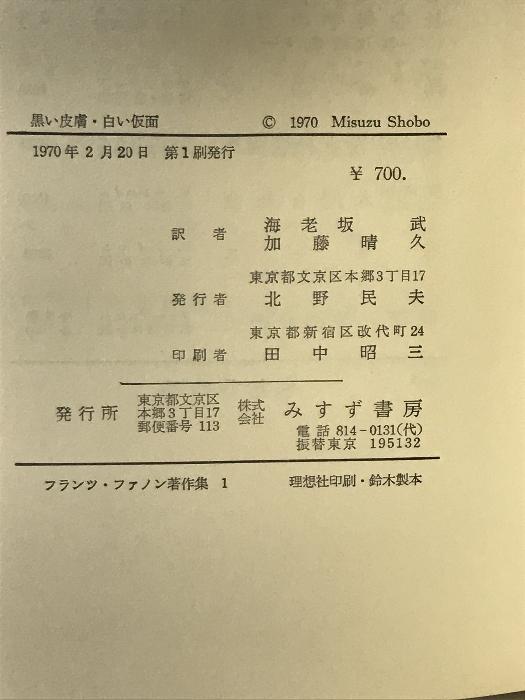 黒い皮膚・白い仮面 © 1970 Misuzu Shobo
1970年2月20日 第1刷発行
¥ 700.
訳者 海老坂武
加藤晴久
東京都文京区本郷3丁目17
発行者 北野民夫
東京都新宿区改代町24
印刷者 田中昭三
発行所 東京都文京区本郷3丁目17郵便番号 113 株式会社 みすず書房
電話 814-0131(代)
振替東京 195132
フランツ・ファノン著作集 1 理想社印刷・鈴木製本